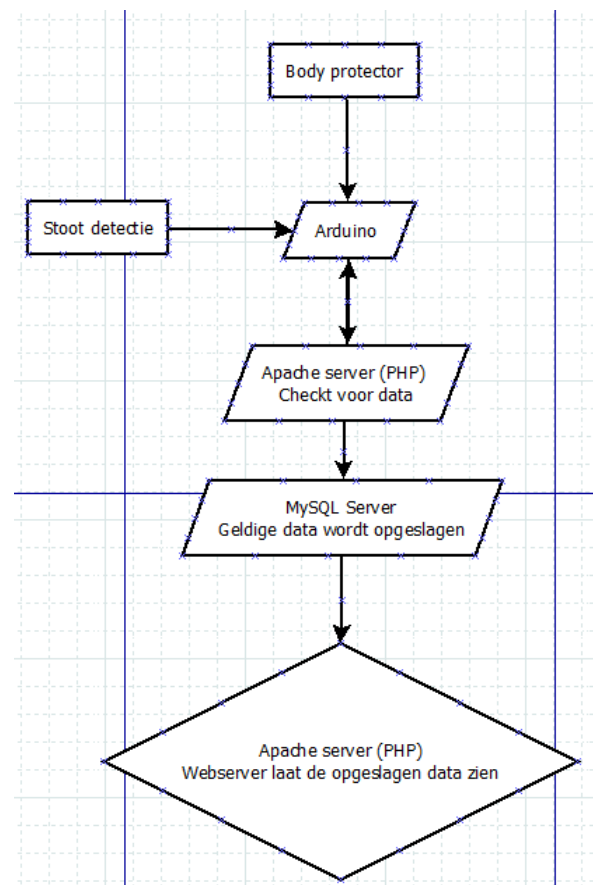 Body protector
Stoot detectie
Arduino
Apache server (PHP)
Checkt voor data
MySQL Server
Geldige data wordt opgeslagen
Apache server (PHP)
Webserver laat de opgeslagen data zien